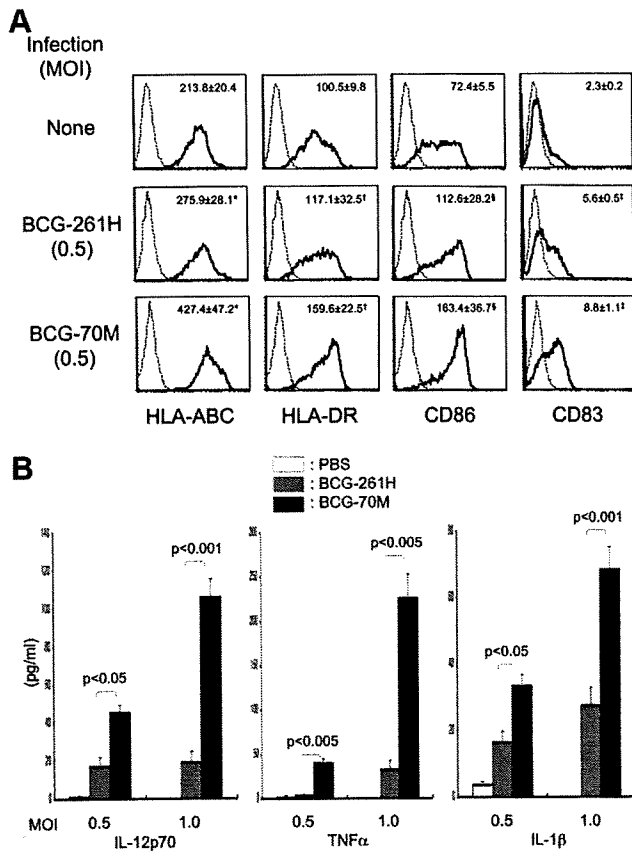 A
Infection
(MOI)
None
213.8±20.4
100.5±9.8
72.4±5.5
2.3±0.2
BCG-261H
(0.5)
275.9±28.1*
117.1±32.5†
112.6±28.2§
5.6±0.5‡
BCG-70M
(0.5)
427.4±47.2*
159.6±22.5†
163.4±36.7§
8.8±1.1‡
HLA-ABC
HLA-DR
CD86
CD83
B
: PBS
: BCG-261H
: BCG-70M
(pg/ml)
p<0.05
p<0.001
p<0.005
p<0.005
p<0.05
p<0.001
MOI
0.5
1.0
0.5
1.0
0.5
1.0
IL-12p70
TNFα
IL-1β